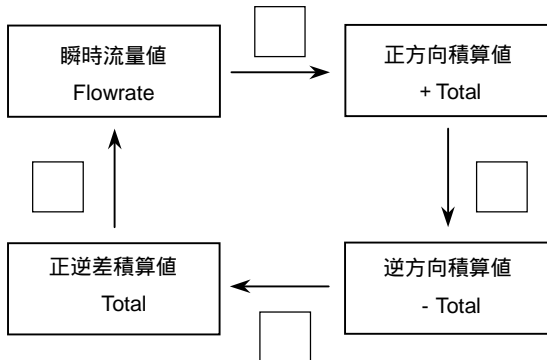 瞬時流量値
Flowrate
正方向積算値
+ Total
正逆差積算値
Total
逆方向積算値
- Total